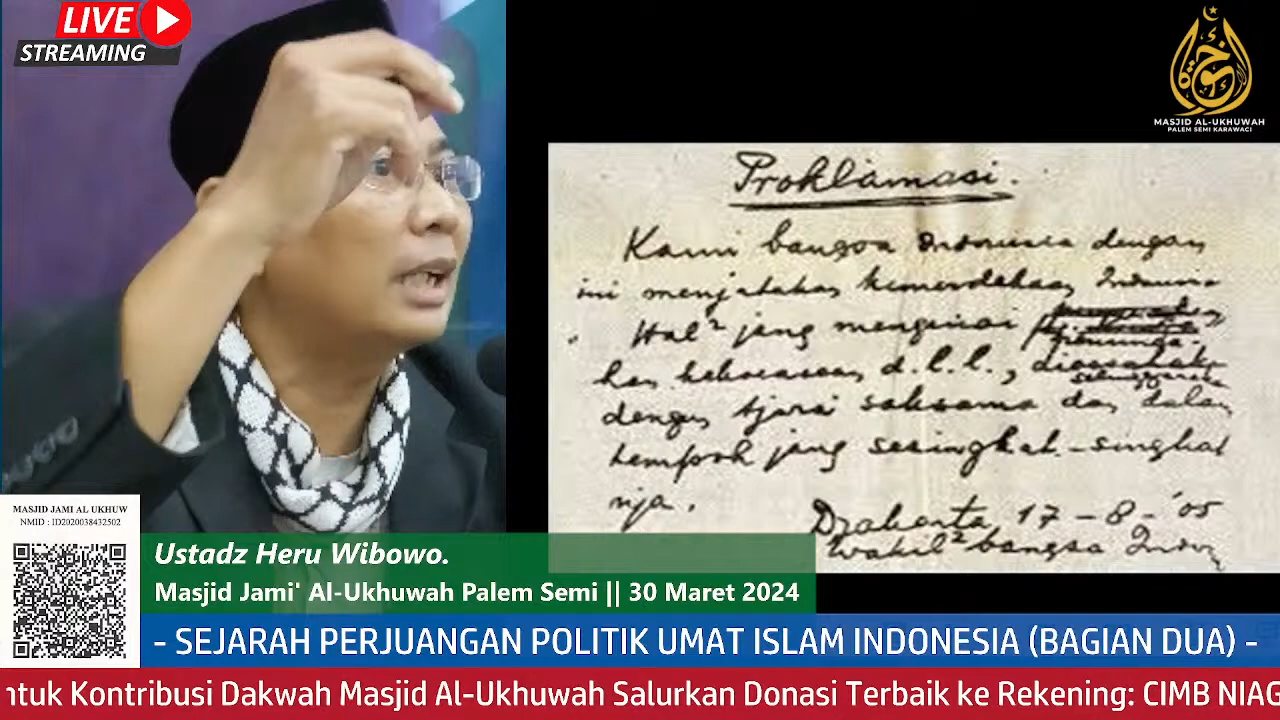 LIVE
STREAMING
MASJID AL-UKHUWAH
PALEM SEMI KARAWACI
Proklamasi.
Kami bangsa Indonesia dengan
ini menjatakan kemerdekaan Indonesia
Hal² jang mengenai
kan kekoeasaan d.l.l.,
dengan tjara saksama dan dalam
tempoh jang sesingkat-singkat
nja.
Djakarta, 17-8-'05
Wakil² bangsa Indon
MASJID JAMI AL UKHUW
NMID : ID2020038432502
Ustadz Heru Wibowo.
Masjid Jami' Al-Ukhuwah Palem Semi || 30 Maret 2024
- SEJARAH PERJUANGAN POLITIK UMAT ISLAM INDONESIA (BAGIAN DUA) -
ntuk Kontribusi Dakwah Masjid Al-Ukhuwah Salurkan Donasi Terbaik ke Rekening: CIMB NIAG